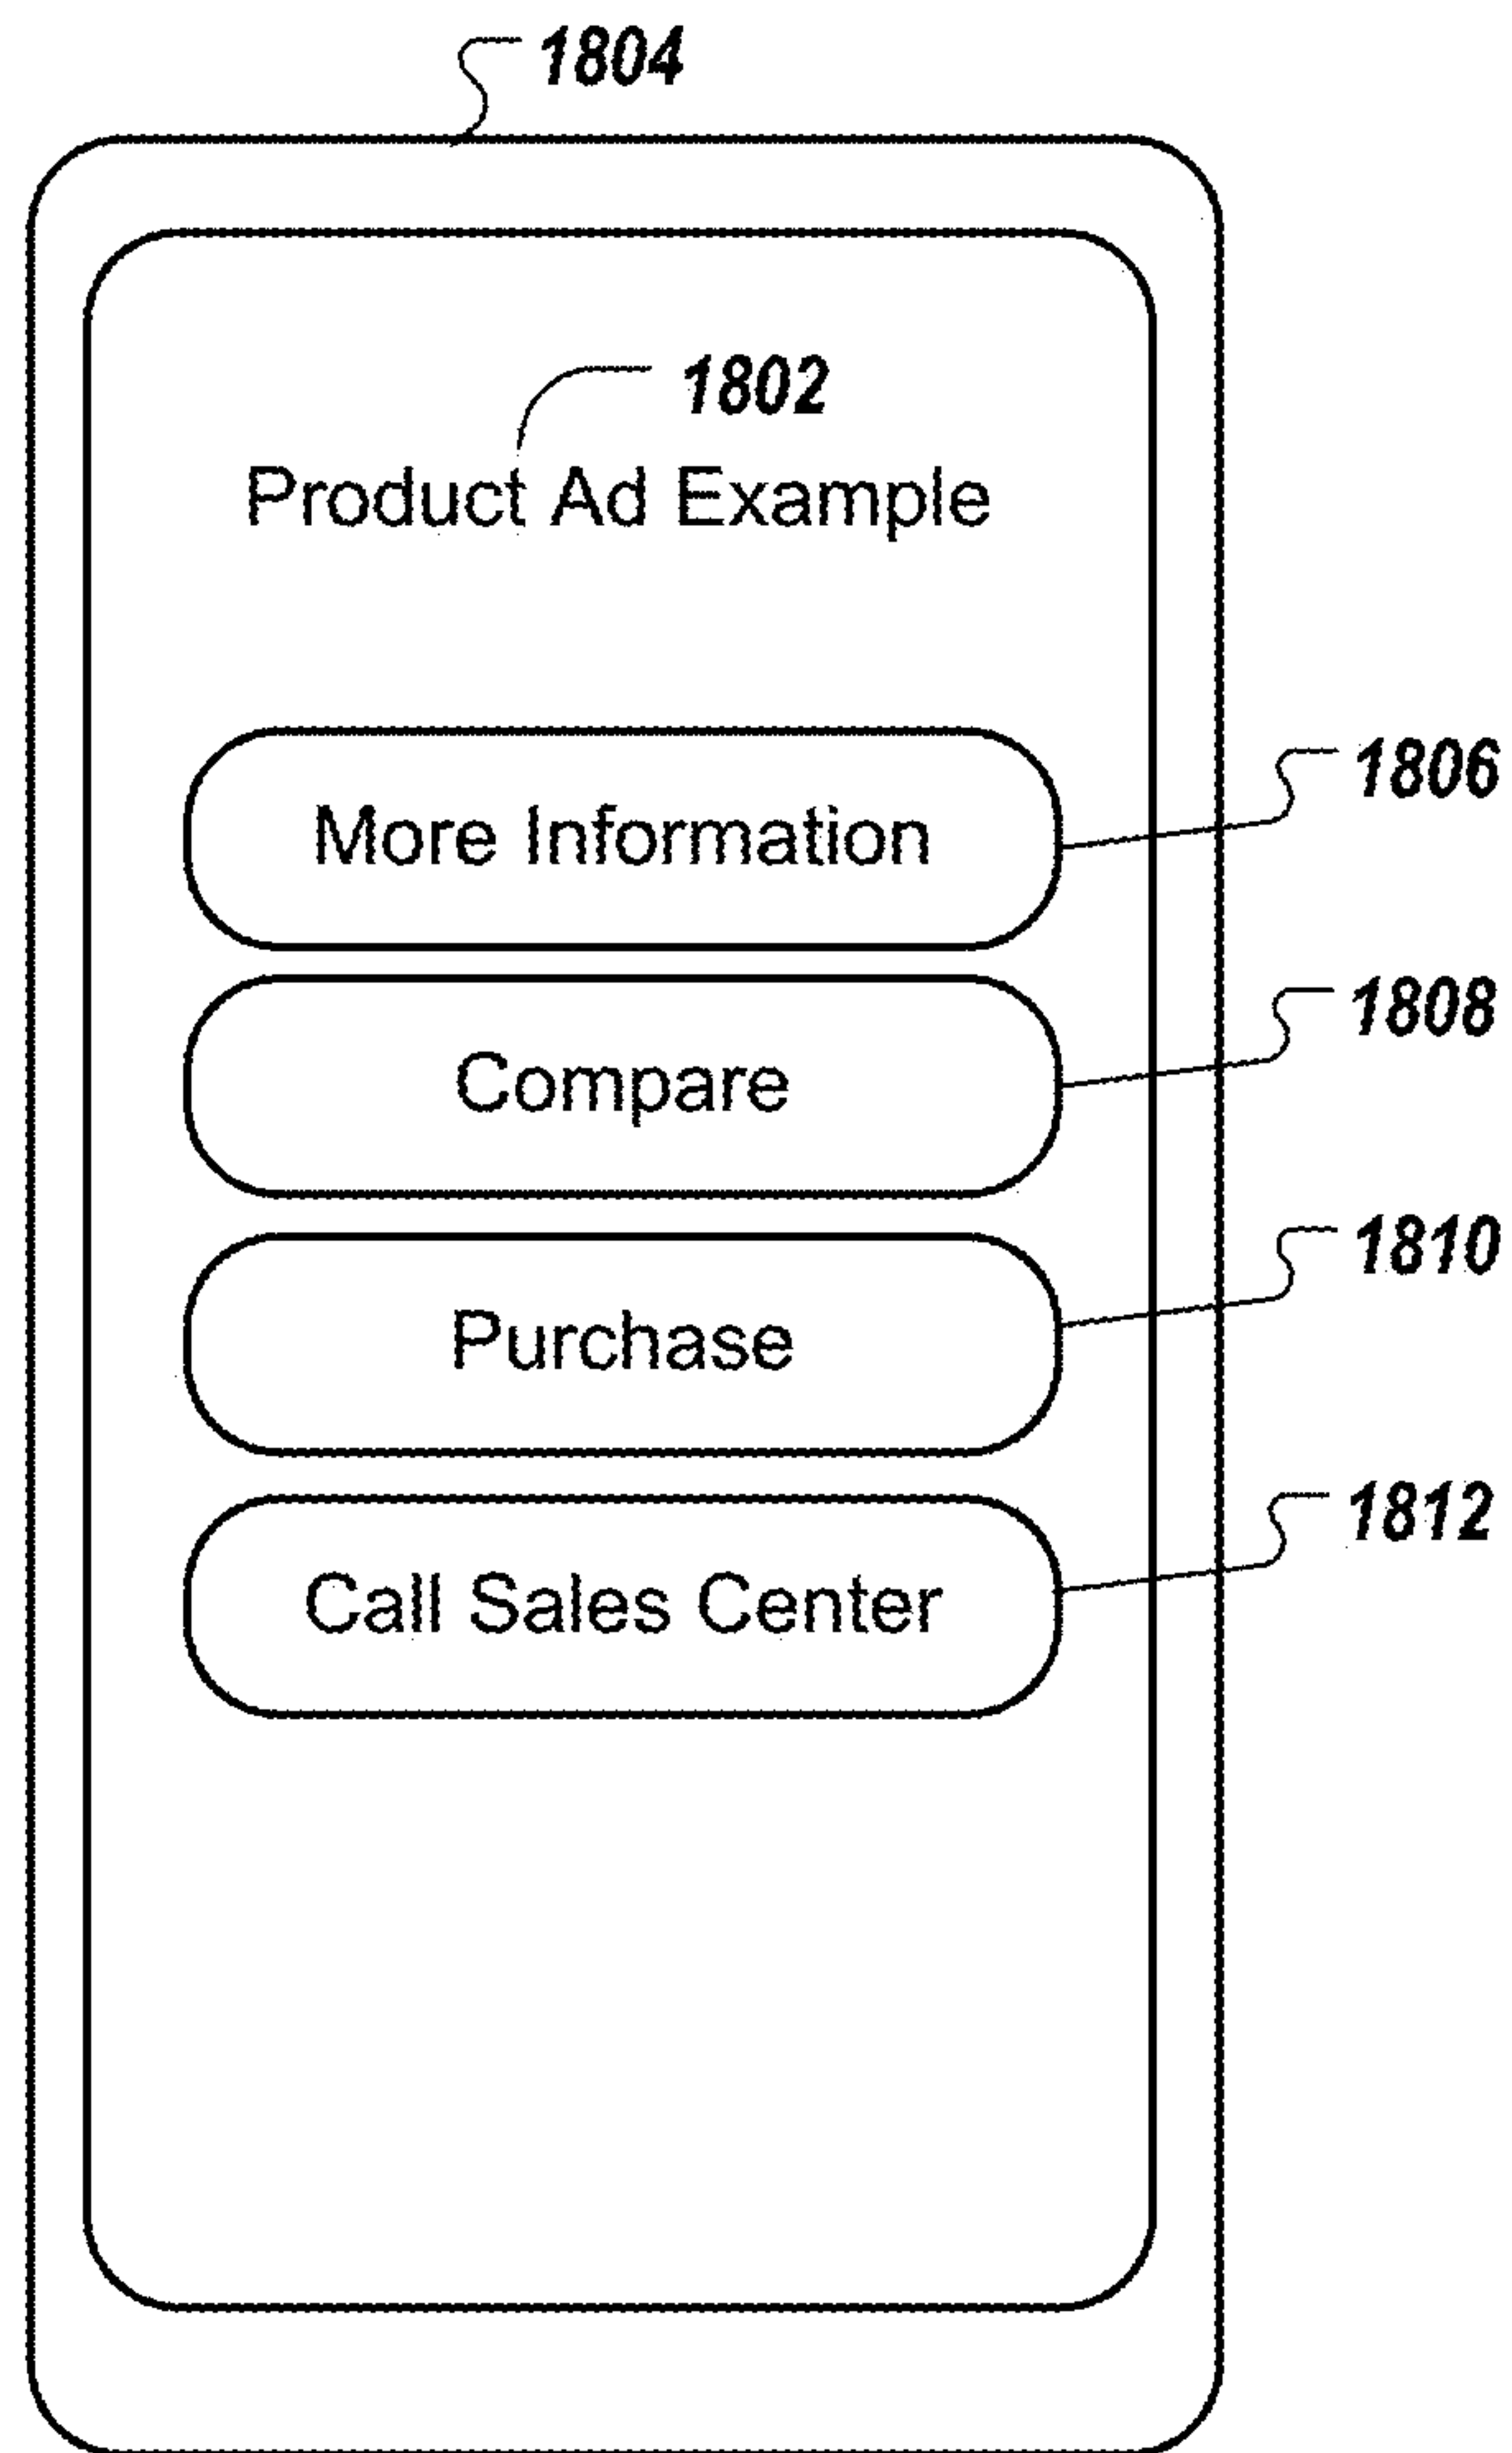 1804
1802
Product Ad Example
More Information
1806
Compare
1808
Purchase
1810
Call Sales Center
1812